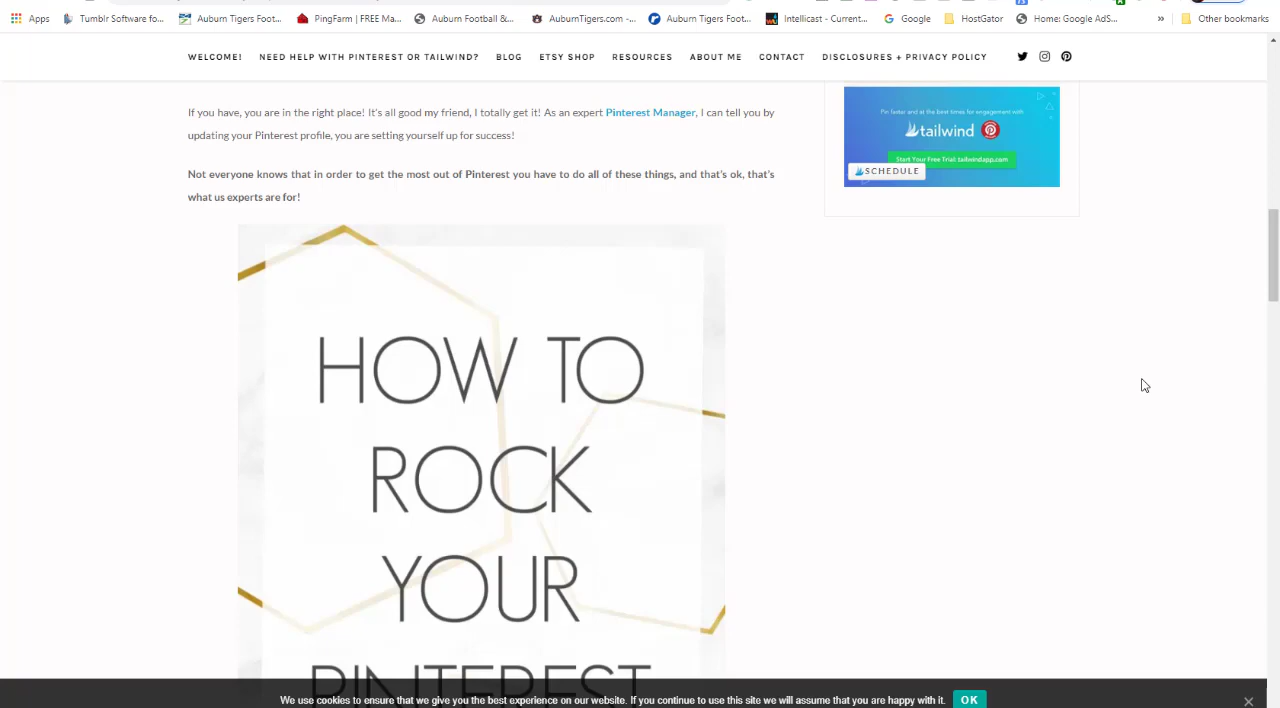 Apps
Tumblr Software fo...
Auburn Tigers Foot...
PingFarm | FREE Ma...
Auburn Football &...
AuburnTigers.com -...
Auburn Tigers Foot...
Intellicast - Current...
Google
HostGator
Home: Google AdS...
»
Other bookmarks
WELCOME!
NEED HELP WITH PINTEREST OR TAILWIND?
BLOG
ETSY SHOP
RESOURCES
ABOUT ME
CONTACT
DISCLOSURES + PRIVACY POLICY
If you have, you are in the right place! It's all good my friend, I totally get it! As an expert Pinterest Manager, I can tell you by
updating your Pinterest profile, you are setting yourself up for success!
Not everyone knows that in order to get the most out of Pinterest you have to do all of these things, and that's ok, that's
what us experts are for!
Pin faster and at the best times for engagement with
tailwind
Start Your Free Trial: tailwindapp.com
SCHEDULE
HOW TO
ROCK
YOUR
PINTEREST
We use cookies to ensure that we give you the best experience on our website. If you continue to use this site we will assume that you are happy with it.
OK